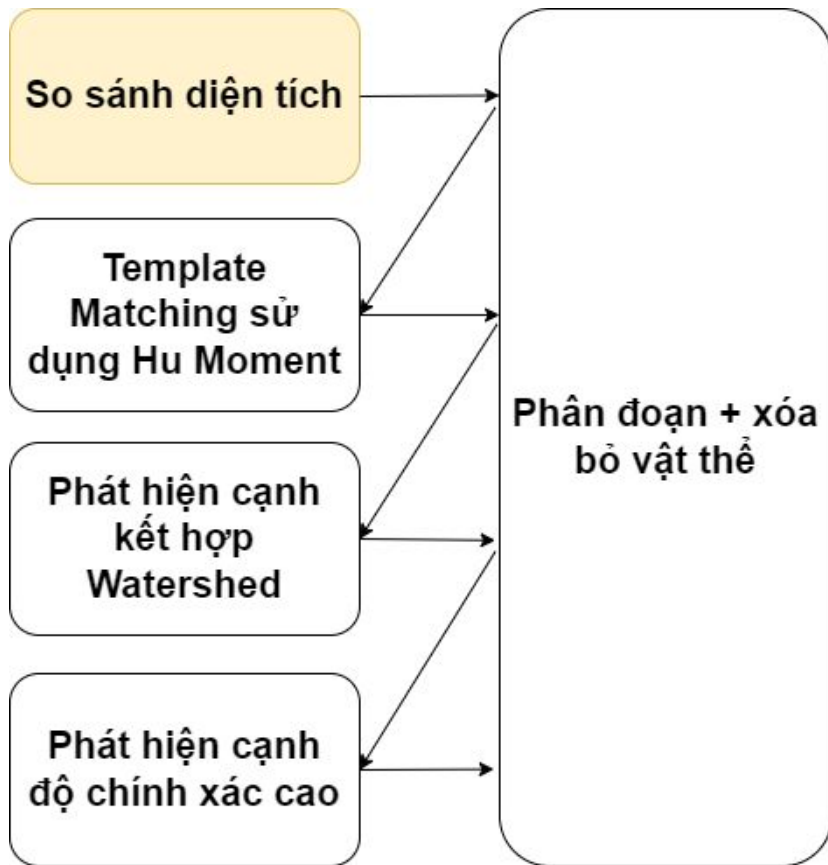 So sánh diện tích
Template
Matching sử
dụng Hu Moment
Phân đoạn + xóa
bỏ vật thể
Phát hiện cạnh
kết hợp
Watershed
Phát hiện cạnh
độ chính xác cao